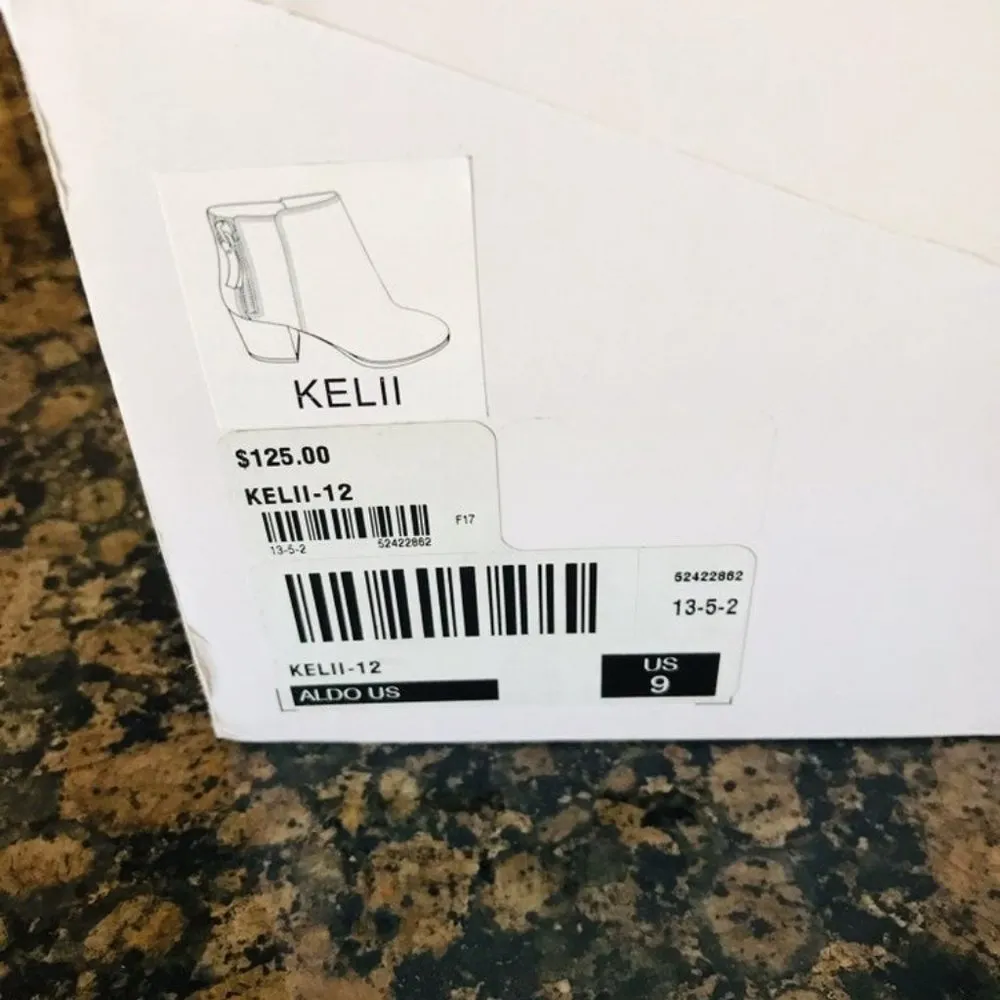 KELII
$125.00
KELII-12
F17
13-5-2 52422862
52422862
13-5-2
KELII-12
ALDO US
US
9